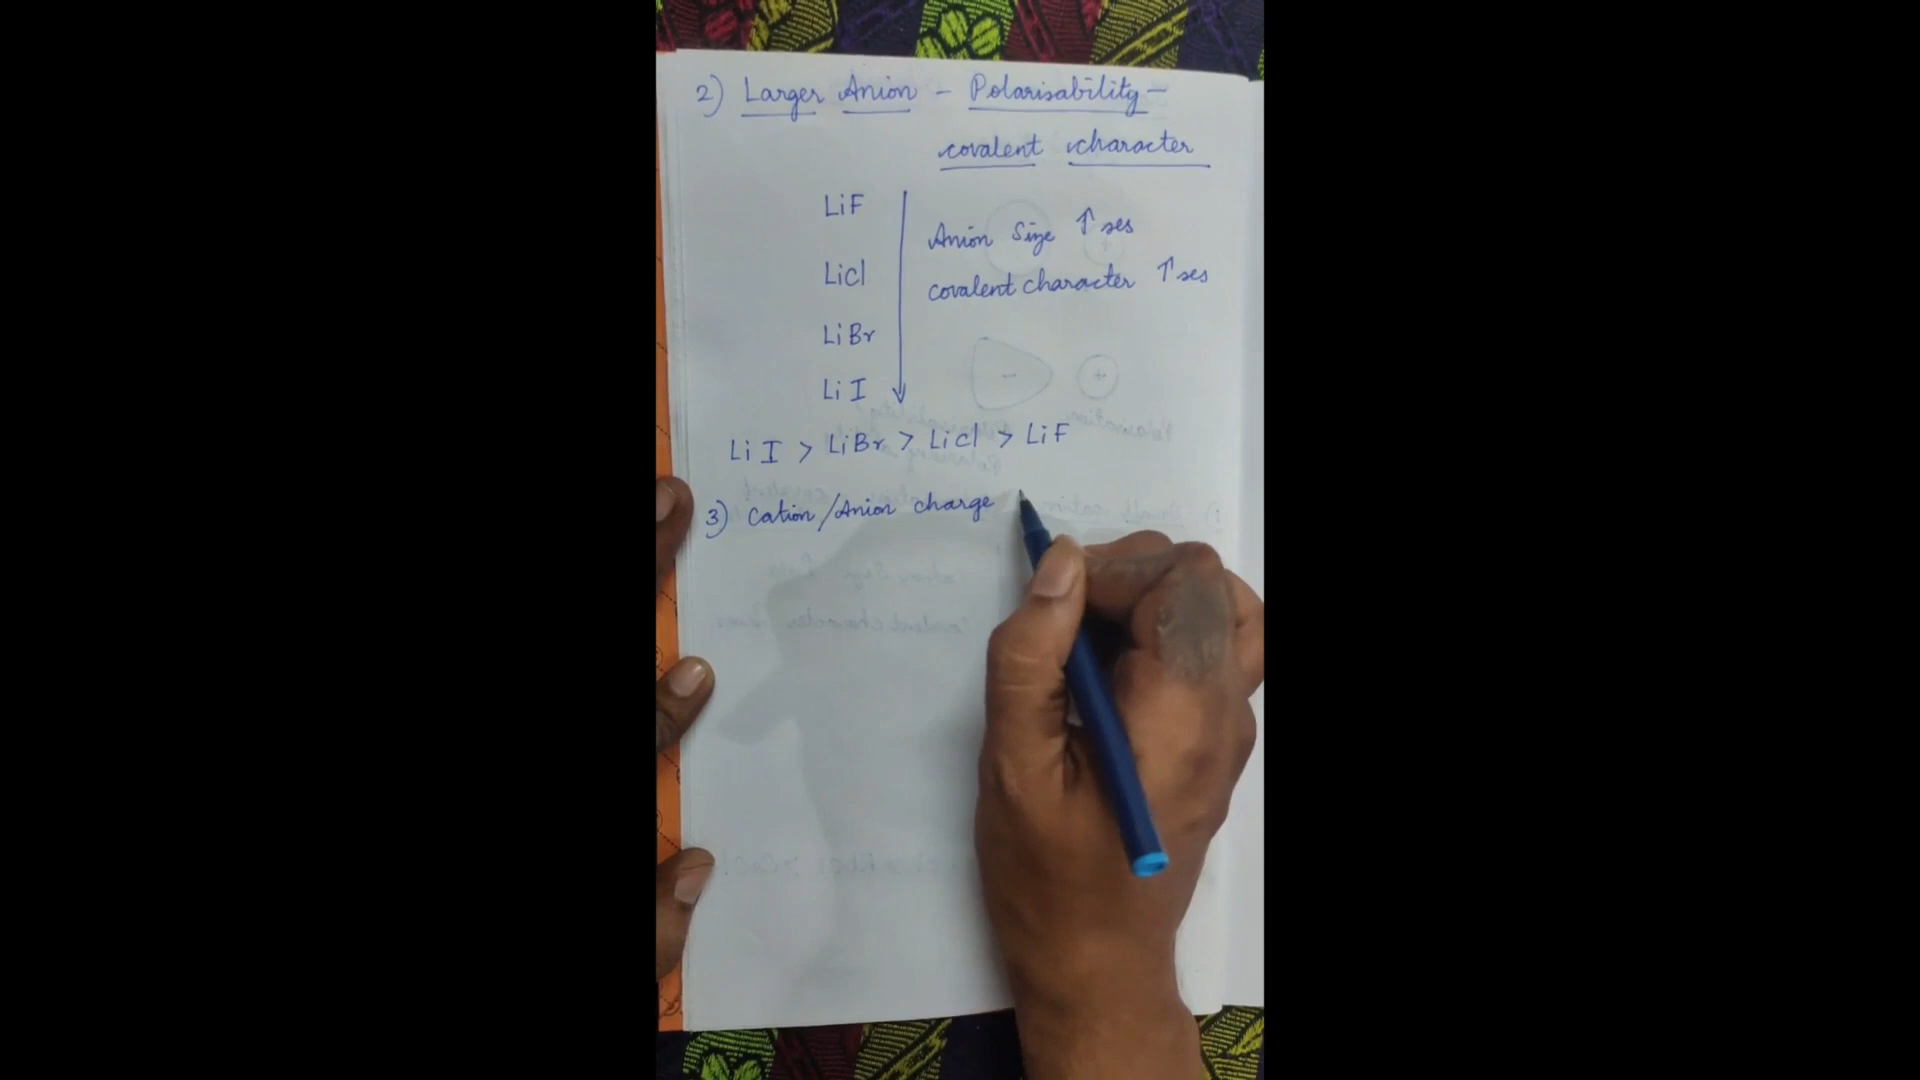 2) Larger Anion - Polarisability -
covalent character
LiF
Anion Size ↑ses
LiCl
covalent character ↑ses
LiBr
-
+
LiI
LiI > LiBr > LiCl > LiF
3) Cation/Anion charge